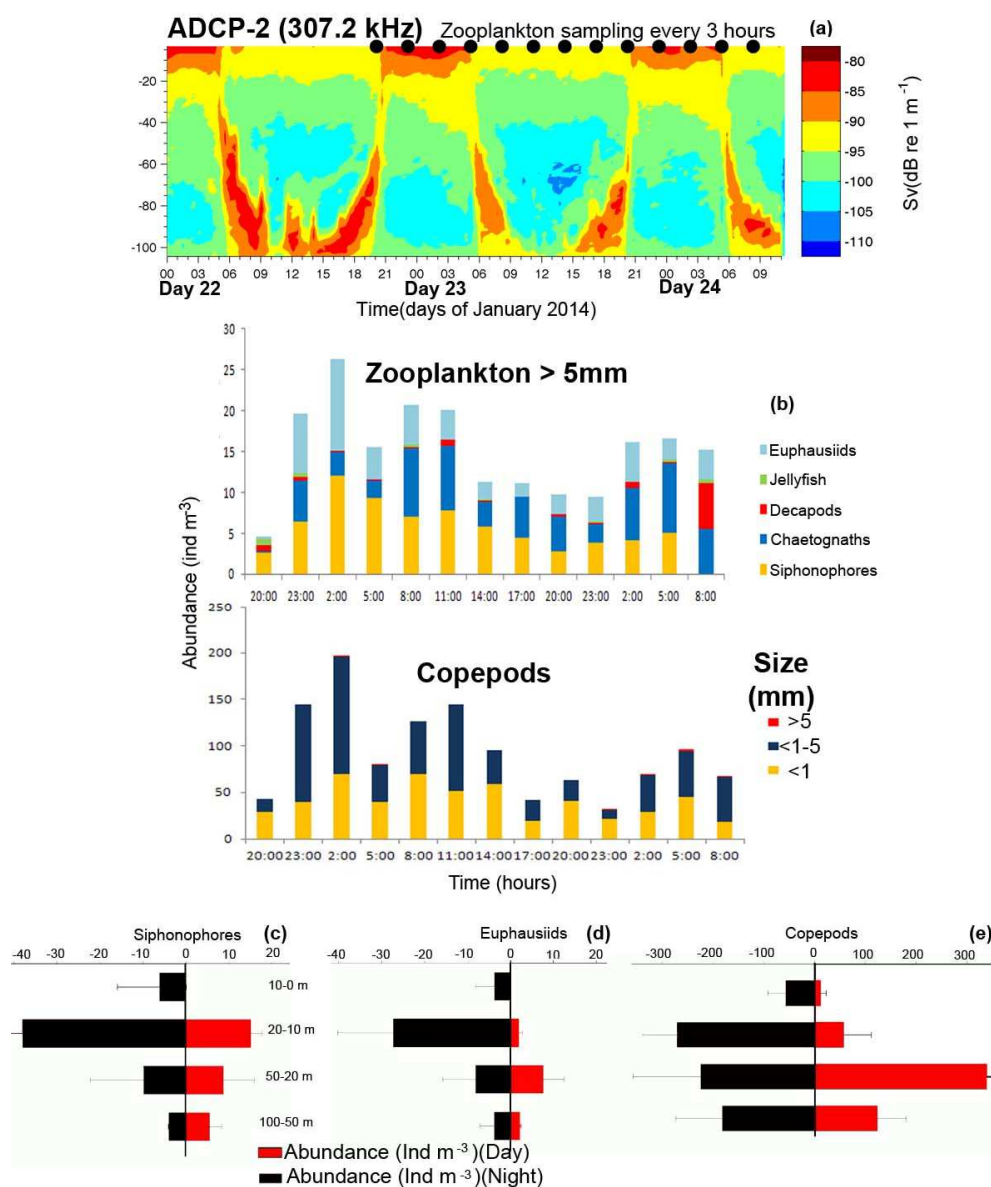 ADCP-2 (307.2 kHz) Zooplankton sampling every 3 hours (a)
-20
-40
-60
-80
-100
-80
-85
-90
-95
-100
-105
-110
Sv(dB re 1 m⁻¹)
00 03 06 09 12 15 18 21 00 03 06 09 12 15 18 21 00 03 06 09
Day 22 Day 23 Day 24
Time(days of January 2014)
30
25
20
15
10
5
0
Zooplankton > 5mm
(b)
Euphausiids
Jellyfish
Decapods
Chaetognaths
Siphonophores
20:00 23:00 2:00 5:00 8:00 11:00 14:00 17:00 20:00 23:00 2:00 5:00 8:00
Abundance (ind m⁻³)
250
200
150
100
50
0
Copepods
Size
(mm)
>5
<1-5
<1
20:00 23:00 2:00 5:00 8:00 11:00 14:00 17:00 20:00 23:00 2:00 5:00 8:00
Time (hours)
Siphonophores (c) Euphausiids (d) Copepods (e)
-40 -30 -20 -10 0 10 20 -40 -20 0 20 -300 -200 -100 0 100 200 300
10-0 m
20-10 m
50-20 m
100-50 m
Abundance (Ind m⁻³)(Day)
Abundance (Ind m⁻³)(Night)